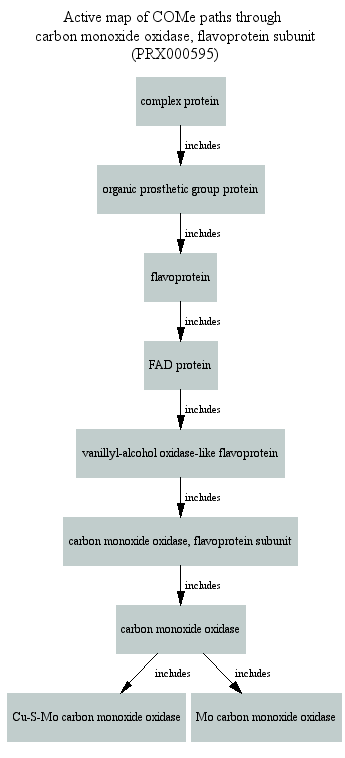 Active map of COMe paths through
carbon monoxide oxidase, flavoprotein subunit
(PRX000595)
complex protein
includes
organic prosthetic group protein
includes
flavoprotein
includes
FAD protein
includes
vanillyl-alcohol oxidase-like flavoprotein
includes
carbon monoxide oxidase, flavoprotein subunit
includes
carbon monoxide oxidase
includes includes
Cu-S-Mo carbon monoxide oxidase Mo carbon monoxide oxidase